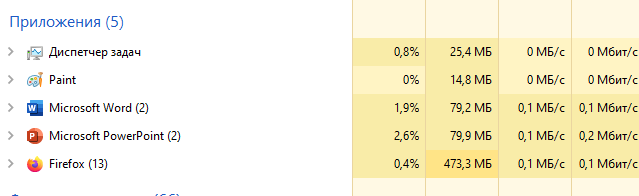 Приложения (5)
Диспетчер задач 0,8% 25,4 МБ 0 МБ/с 0 Мбит/с
Paint 0% 14,8 МБ 0 МБ/с 0 Мбит/с
Microsoft Word (2) 1,9% 79,2 МБ 0,1 МБ/с 0,1 Мбит/с
Microsoft PowerPoint (2) 2,6% 79,9 МБ 0,1 МБ/с 0,2 Мбит/с
Firefox (13) 0,4% 473,3 МБ 0,1 МБ/с 0,1 Мбит/с